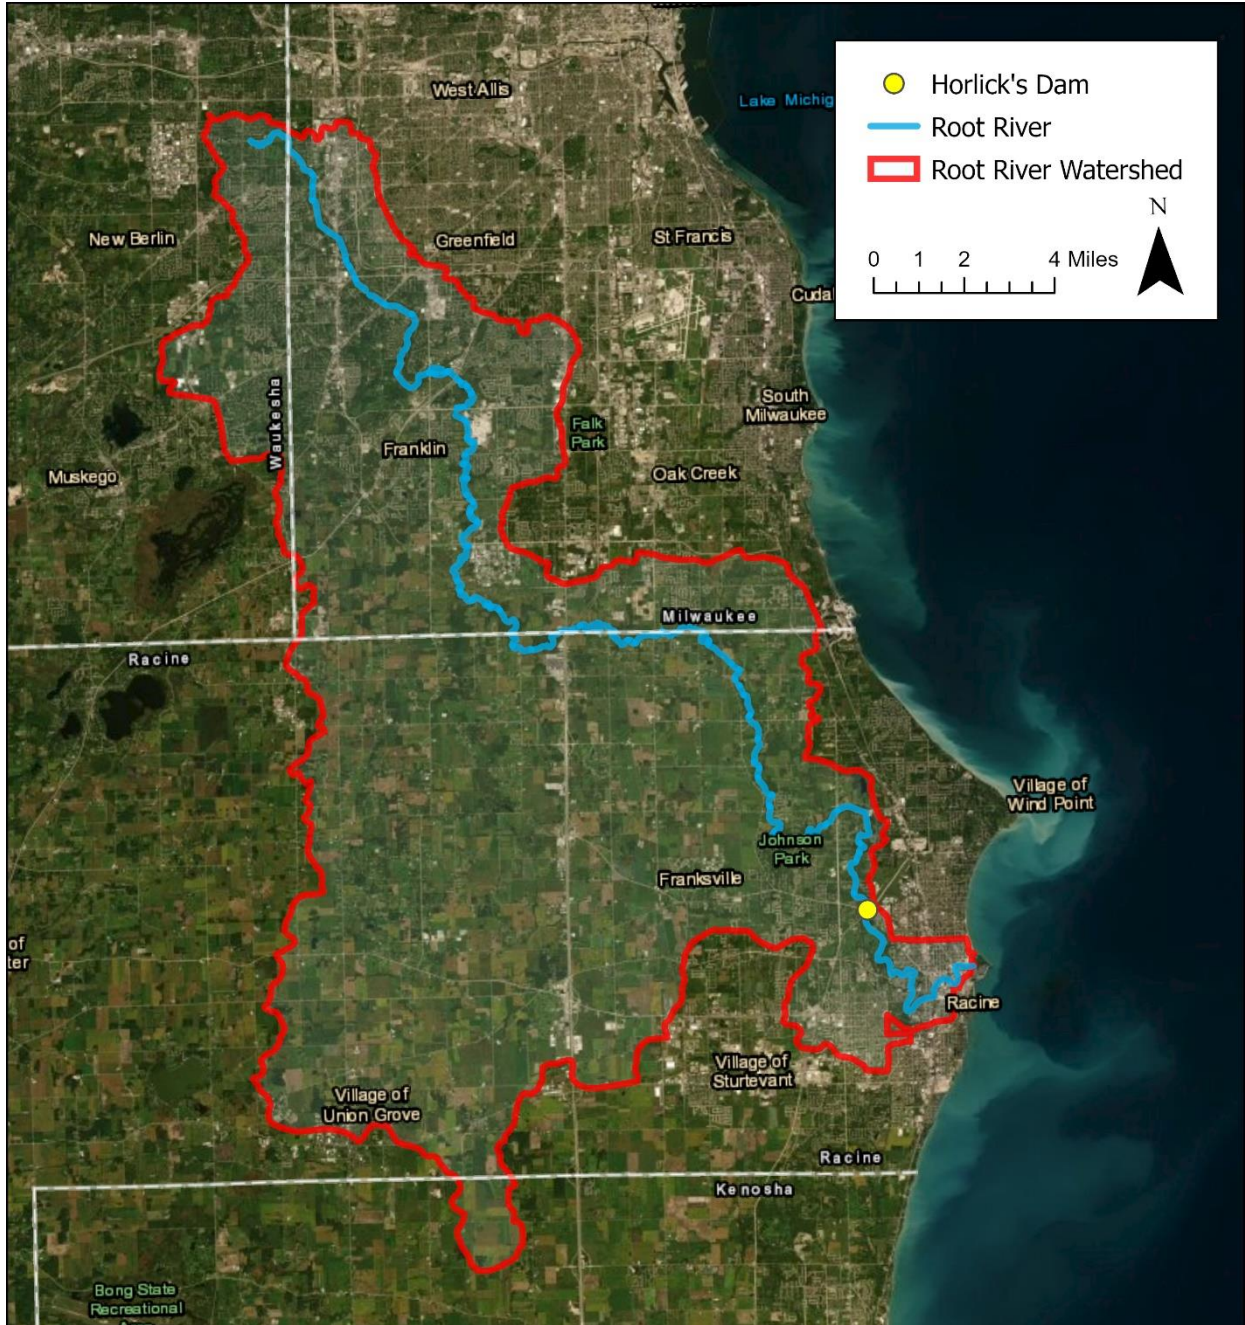 West Allis
Lake Michig
Horlick's Dam
Root River
Root River Watershed
N
0 1 2 4 Miles
New Berlin
Greenfield
St Francis
Cudal
Waukesha
South
Milwaukee
Falk
Park
Franklin
Muskego
Oak Creek
Milwaukee
Racine
Village of
Wind Point
Johnson
Park
Franksville
of
ter
Racine
Village of
Sturtevant
Village of
Union Grove
Racine
Kenosha
Bong State
Recreational